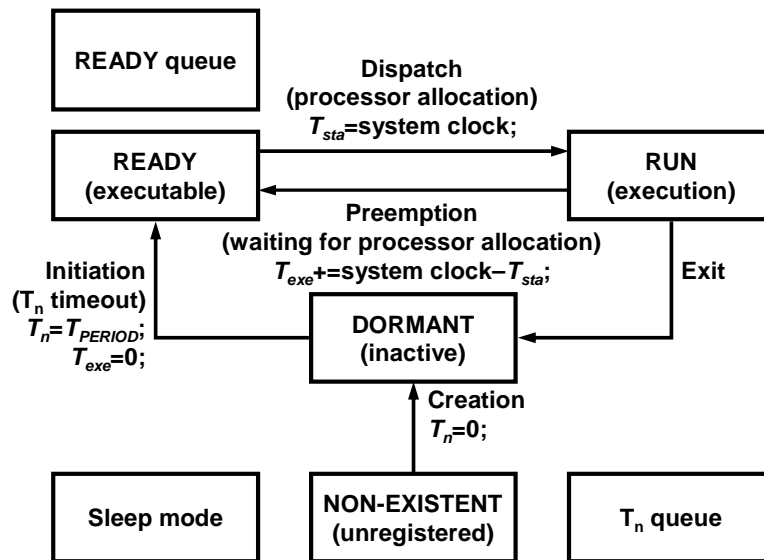 READY queue
Dispatch
(processor allocation)
T_sta=system clock;
READY
(executable)
RUN
(execution)
Preemption
(waiting for processor allocation)
T_exe+=system clock−T_sta;
Initiation
(T_n timeout)
T_n=T_PERIOD;
T_exe=0;
Exit
DORMANT
(inactive)
Creation
T_n=0;
Sleep mode
NON-EXISTENT
(unregistered)
T_n queue